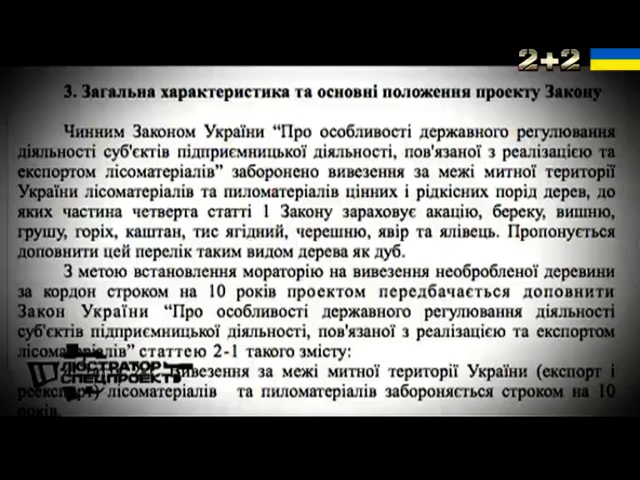 2+2
3. Загальна характеристика та основні положення проекту Закону
Чинним Законом України “Про особливості державного регулювання
діяльності суб'єктів підприємницької діяльності, пов'язаної з реалізацією та
експортом лісоматеріалів” заборонено вивезення за межі митної території
України лісоматеріалів та пиломатеріалів цінних і рідкісних порід дерев, до
яких частина четверта статті 1 Закону зараховує акацію, береку, вишню,
грушу, горіх, каштан, тис ягідний, черешню, явір та ялівець. Пропонується
доповнити цей перелік таким видом дерева як дуб.
З метою встановлення мораторію на вивезення необробленої деревини
за кордон строком на 10 років проектом передбачається доповнити
Закон України “Про особливості державного регулювання діяльності
суб'єктів підприємницької діяльності, пов'язаної з реалізацією та експортом
лісоматеріалів” статтею 2-1 такого змісту:
вивезення за межі митної території України (експорт і
реекспорт) лісоматеріалів та пиломатеріалів забороняється строком на 10
років.
ЛЮСТРАТОР
СПЕЦПРОЕКТ